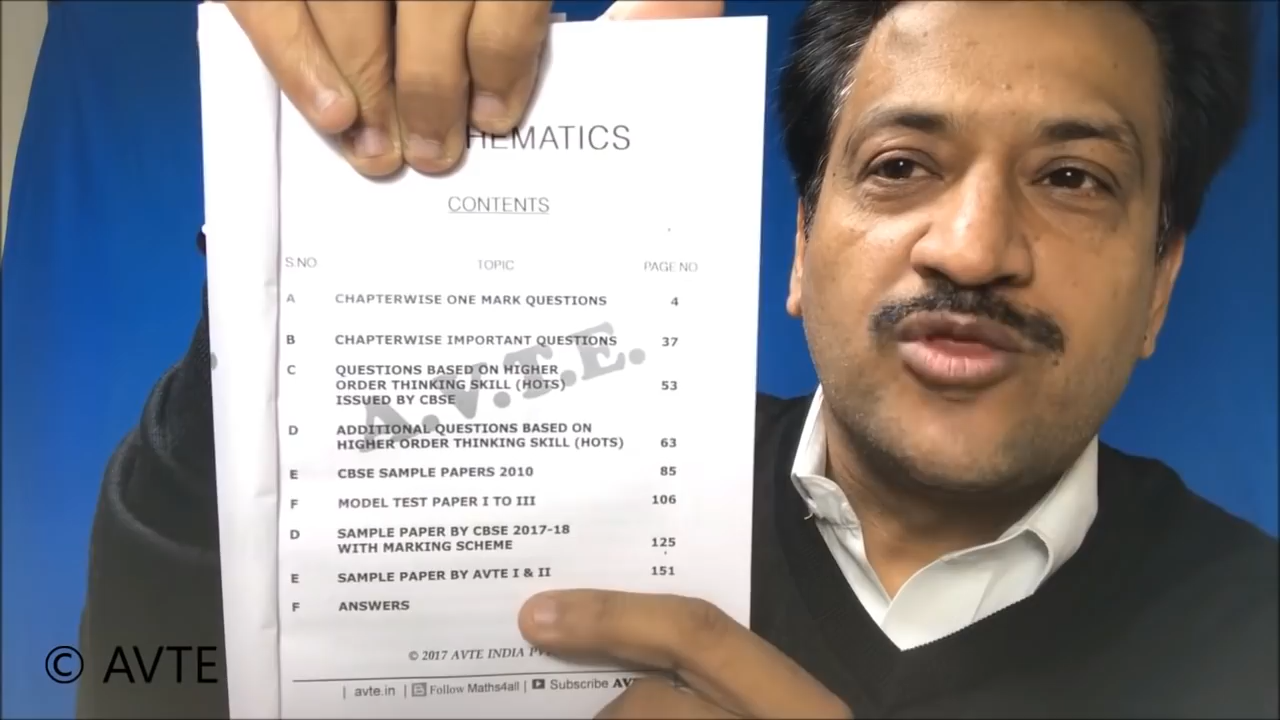 HEMATICS
CONTENTS
S.NO TOPIC PAGE NO
A CHAPTERWISE ONE MARK QUESTIONS 4
B CHAPTERWISE IMPORTANT QUESTIONS 37
C QUESTIONS BASED ON HIGHER
ORDER THINKING SKILL (HOTS) 53
ISSUED BY CBSE
D ADDITIONAL QUESTIONS BASED ON
HIGHER ORDER THINKING SKILL (HOTS) 63
E CBSE SAMPLE PAPERS 2010 85
F MODEL TEST PAPER I TO III 106
D SAMPLE PAPER BY CBSE 2017-18
WITH MARKING SCHEME 125
E SAMPLE PAPER BY AVTE I & II 151
F ANSWERS
A.V.T.E.
© 2017 AVTE INDIA
| avte.in | Follow Maths4all | Subscribe
© AVTE